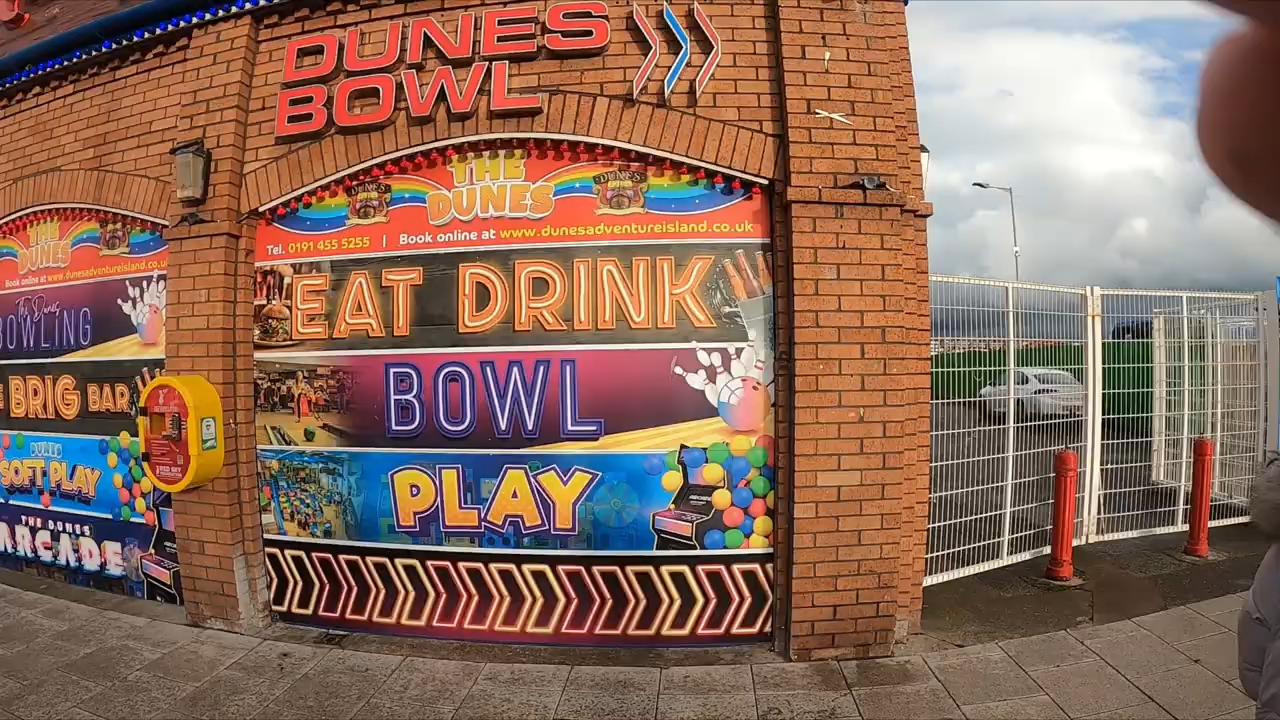 DUNES
BOWL
THE
DUNES
DUNES
DUNES
Tel. 0191 455 5255 | Book online at www.dunesadventureisland.co.uk
EAT DRINK
BOWL
PLAY
THE
DUNES
Book online at www.dunesadventureisland.co.u
The Dunes
BOWLING
BRIG BAR
DUNES
SOFT PLAY
THE DUNES
ARCADE